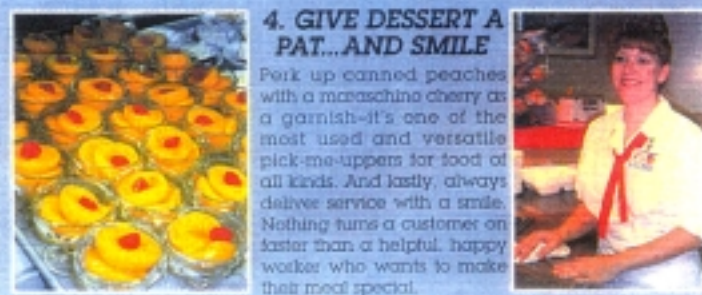 4. GIVE DESSERT A
PAT...AND SMILE
Perk up canned peaches
with a maraschino cherry as
a garnish–it's one of the
most used and versatile
pick-me-uppers for food of
all kinds. And lastly, always
deliver service with a smile.
Nothing turns a customer on
faster than a helpful, happy
worker who wants to make
their meal special.